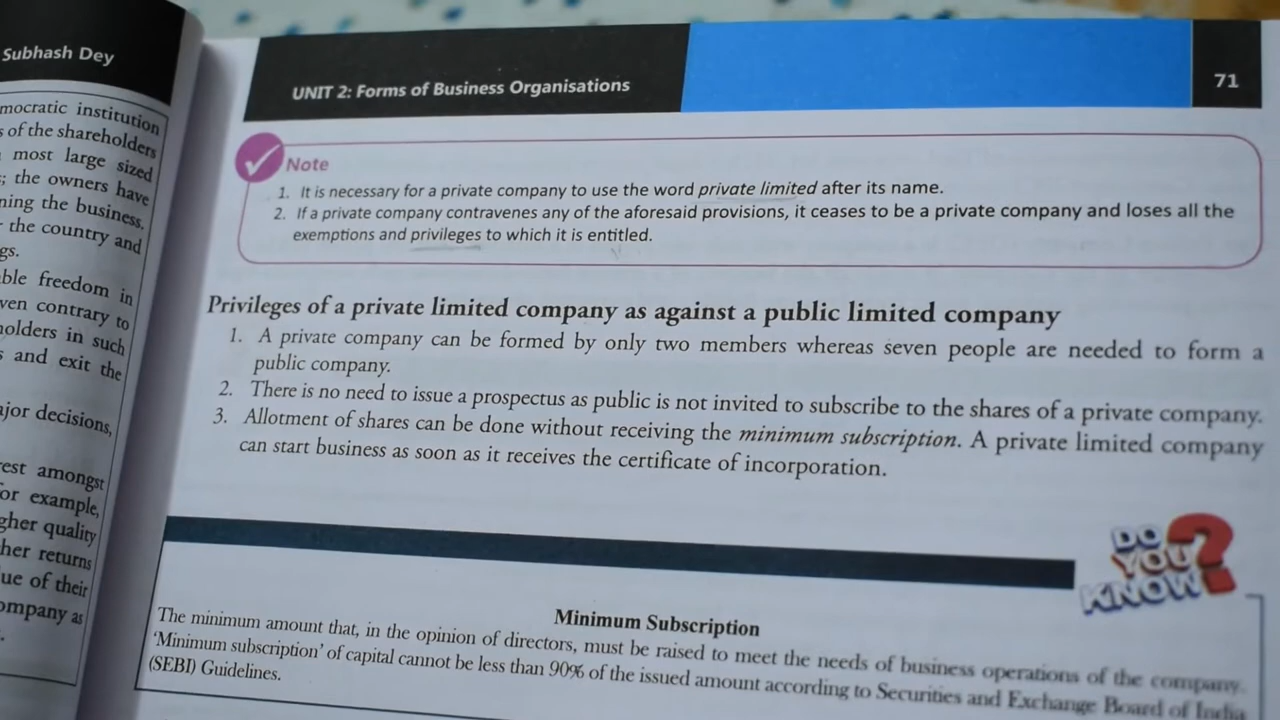 Subhash Dey
mocratic institution
s of the shareholders
most large sized
; the owners have
ning the business.
the country and
gs.
ble freedom in
ven contrary to
holders in such
s and exit the
ajor decisions,
rest amongst
or example,
gher quality
her returns
ue of their
ompany as
UNIT 2: Forms of Business Organisations
71
Note
1. It is necessary for a private company to use the word private limited after its name.
2. If a private company contravenes any of the aforesaid provisions, it ceases to be a private company and loses all the
exemptions and privileges to which it is entitled.
Privileges of a private limited company as against a public limited company
1. A private company can be formed by only two members whereas seven people are needed to form a
public company.
2. There is no need to issue a prospectus as public is not invited to subscribe to the shares of a private company.
3. Allotment of shares can be done without receiving the minimum subscription. A private limited company
can start business as soon as it receives the certificate of incorporation.
DO
YOU
KNOW?
Minimum Subscription
The minimum amount that, in the opinion of directors, must be raised to meet the needs of business operations of the company.
'Minimum subscription' of capital cannot be less than 90% of the issued amount according to Securities and Exchange Board of India
(SEBI) Guidelines.